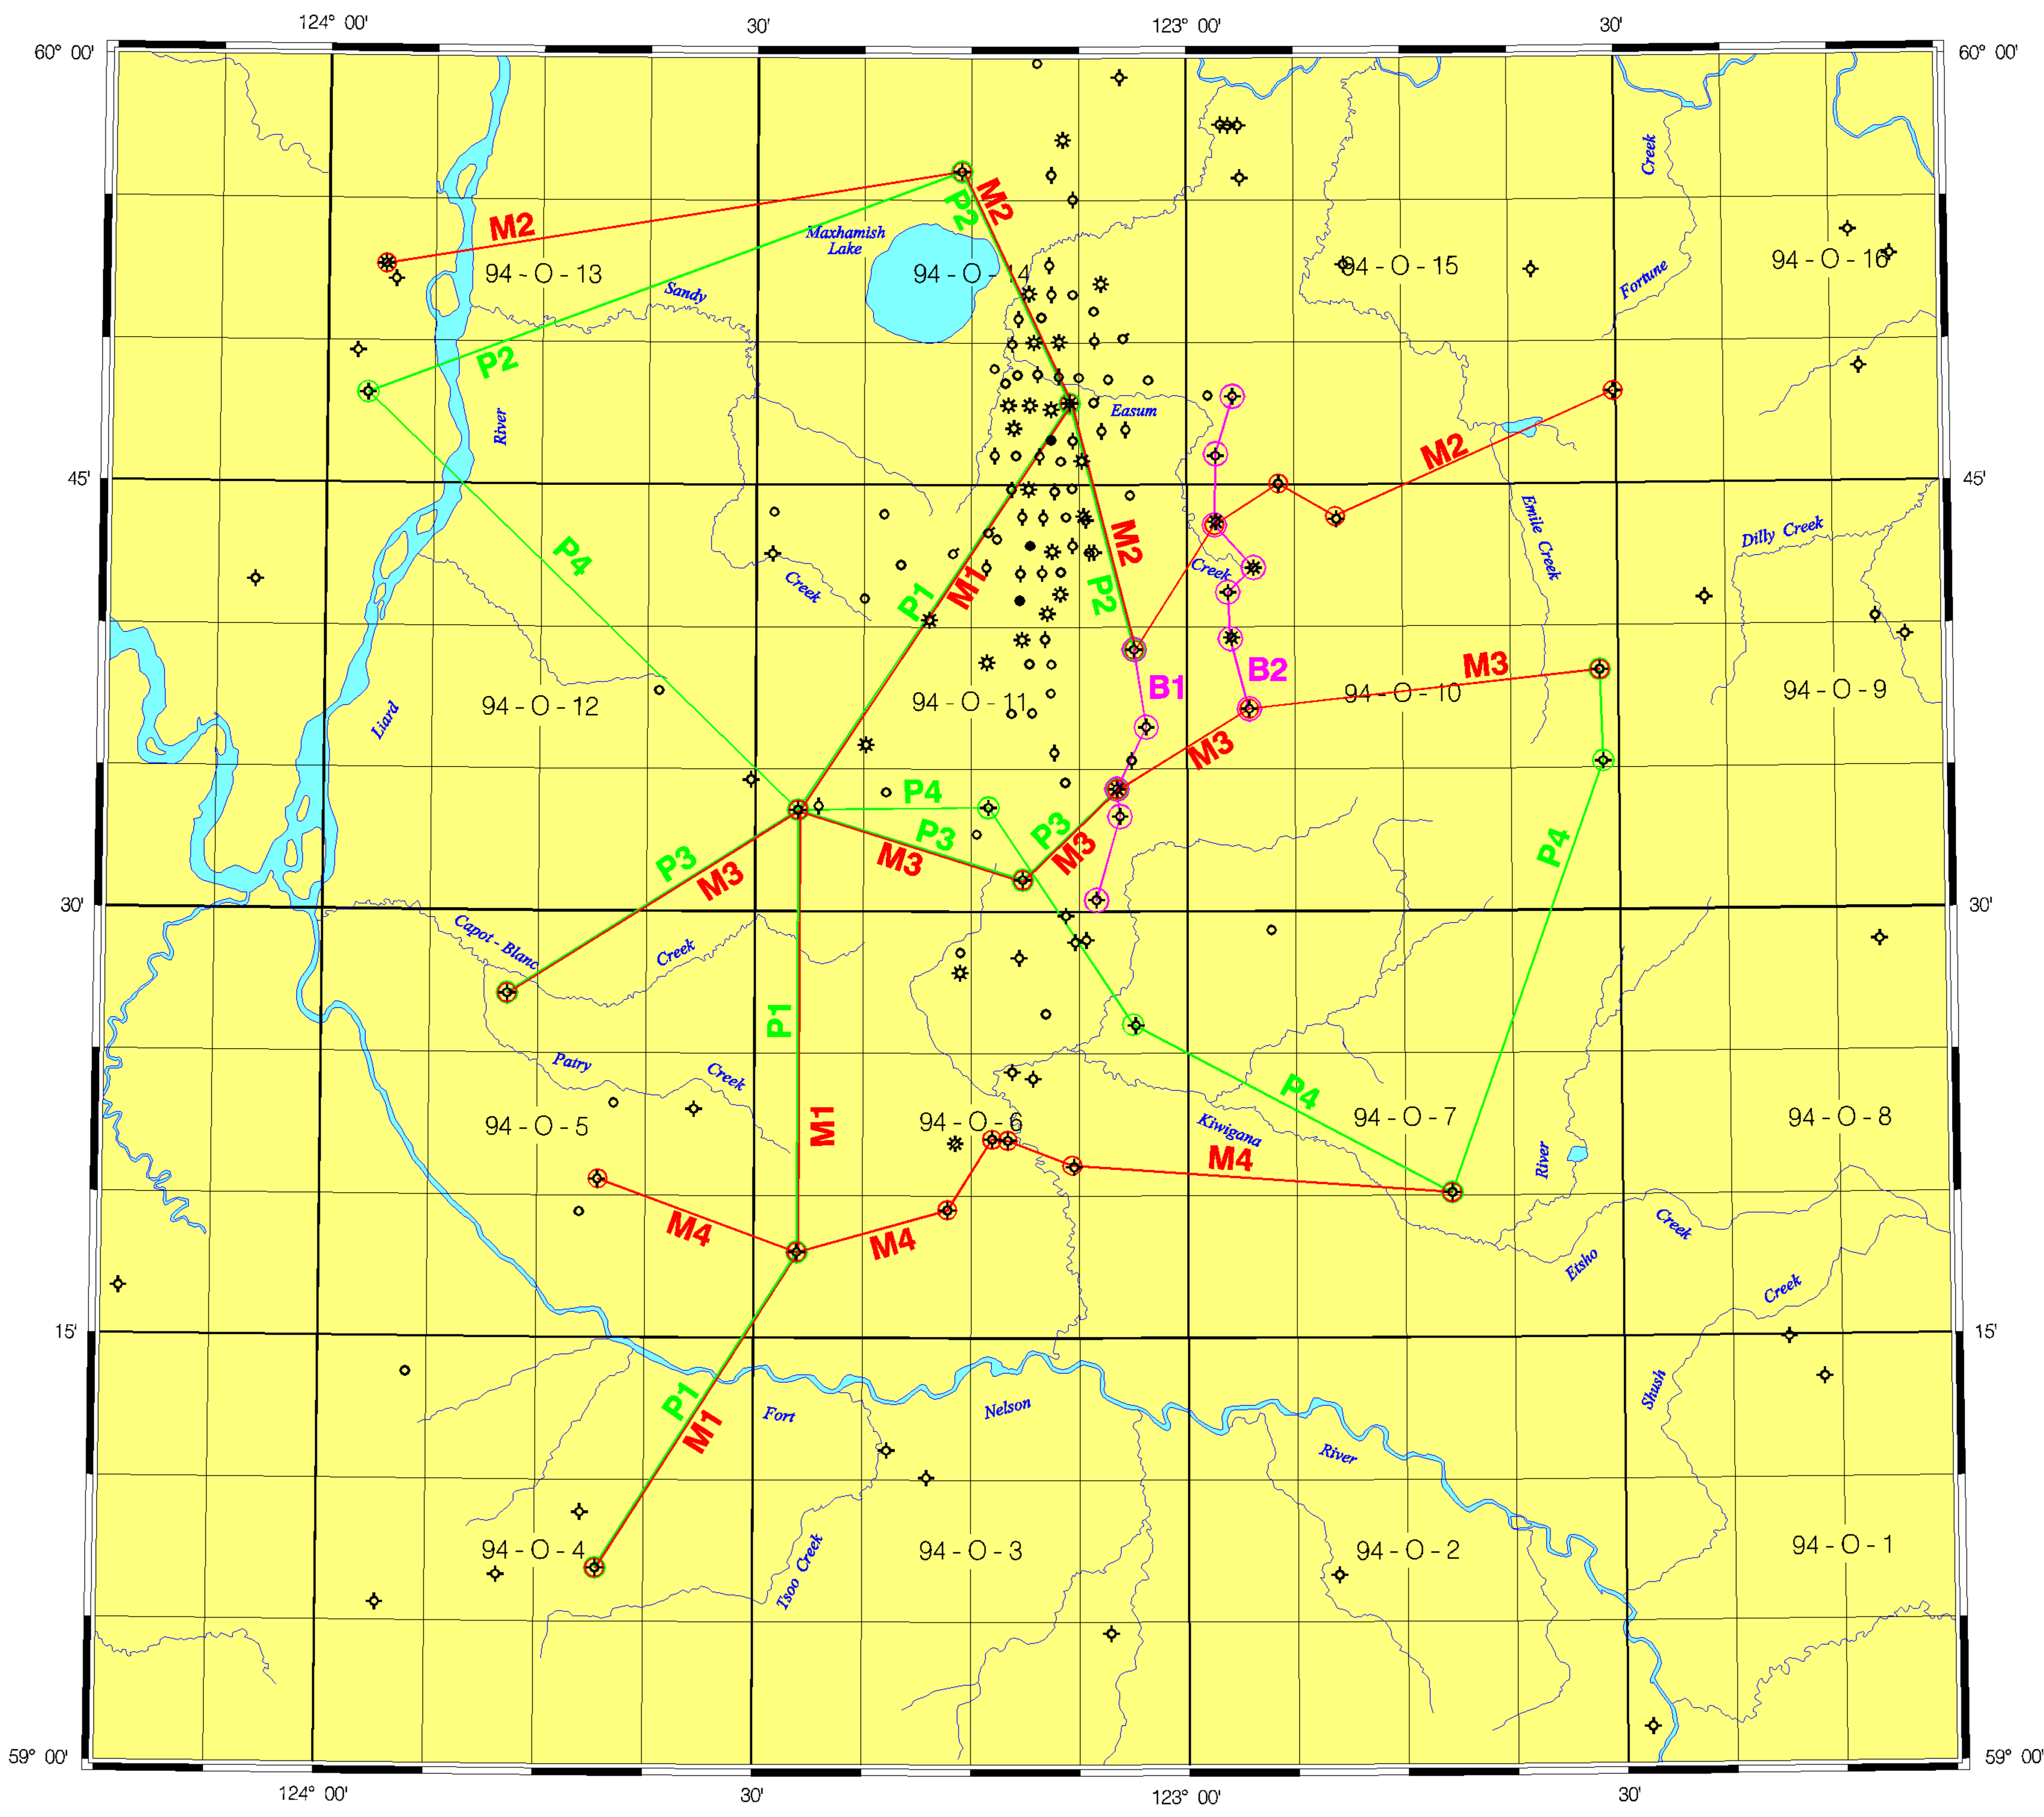 124° 00'
30'
123° 00'
30'
60° 00'
60° 00'
Creek
M2
P2
M2
Maxhamish
Lake
94 - O - 13
94 - O - 14
94 - O - 15
94 - O - 16
Sandy
Fortune
P2
River
Easum
M2
45'
45'
Emile Creek
Dilly Creek
P4
M2
Creek
P1
M1
P2
Creek
B1
B2
M3
94 - O - 12
94 - O - 11
94 - O - 10
94 - O - 9
Liard
M3
P4
P3
P3
M3
M3
P4
P3
M3
30'
30'
Capot - Blanc
Creek
P1
Patry
Creek
P4
94 - O - 5
M1
94 - O - 6
94 - O - 7
94 - O - 8
Kiwigana
M4
River
M4
M4
Creek
Etsho
Creek
15'
15'
P1
M1
Fort
Nelson
River
Shush
94 - O - 4
Tsoo Creek
94 - O - 3
94 - O - 2
94 - O - 1
59° 00'
59° 00'
124° 00'
30'
123° 00'
30'